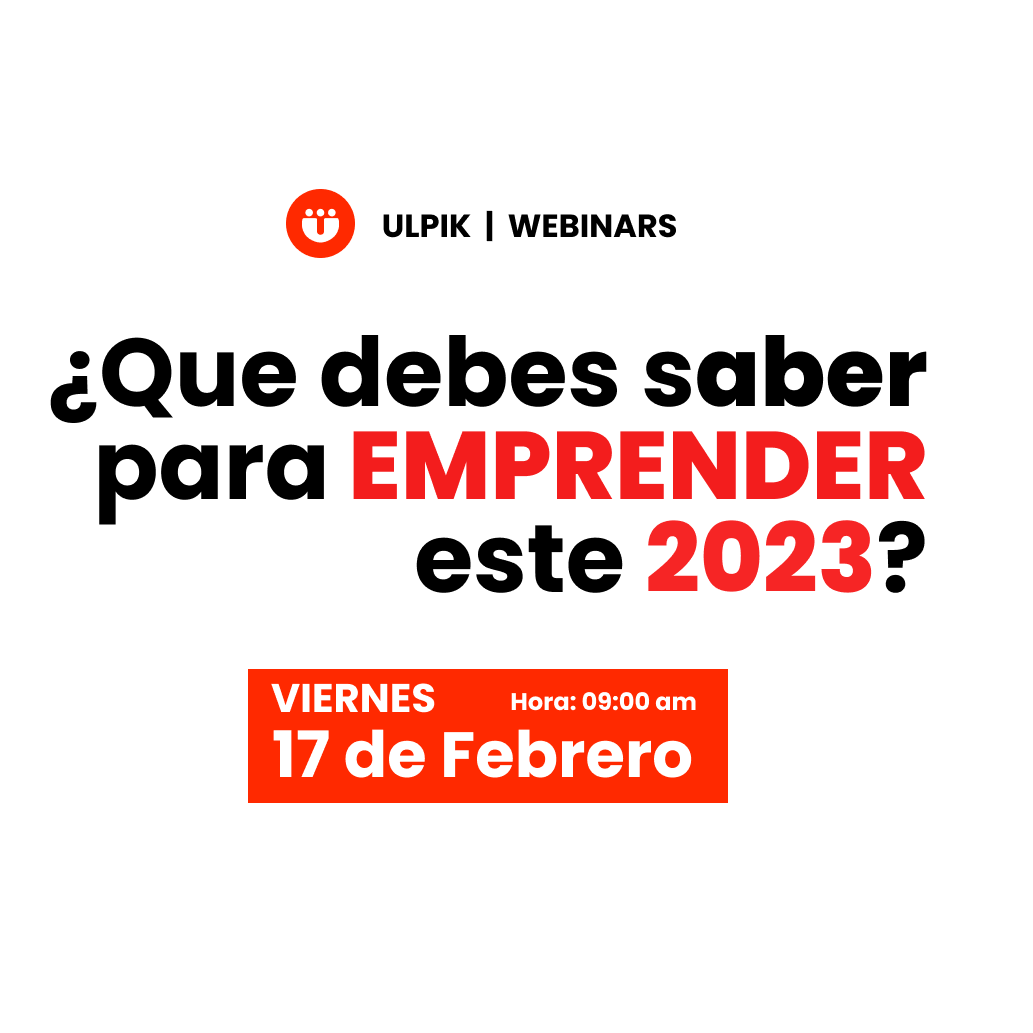 ULPIK | WEBINARS
¿Que debes saber
para EMPRENDER
este 2023?
VIERNES Hora: 09:00 am
17 de Febrero